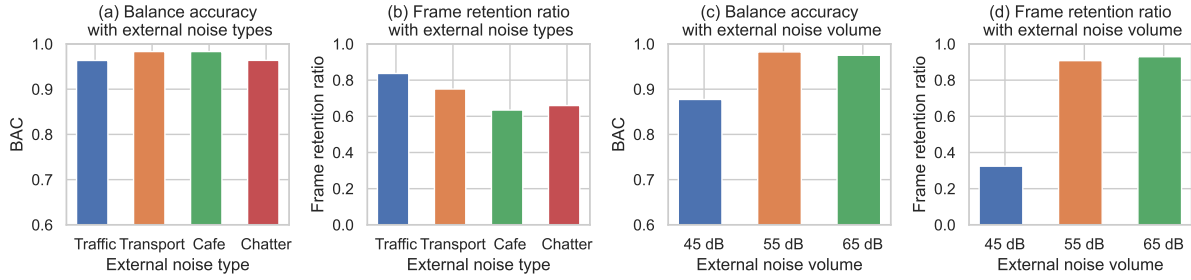 (a) Balance accuracy
with external noise types
BAC
1.0
0.9
0.8
0.7
0.6
Traffic Transport Cafe Chatter
External noise type
(b) Frame retention ratio
with external noise types
Frame retention ratio
1.0
0.8
0.6
0.4
0.2
0.0
Traffic Transport Cafe Chatter
External noise type
(c) Balance accuracy
with external noise volume
BAC
1.0
0.9
0.8
0.7
0.6
45 dB 55 dB 65 dB
External noise volume
(d) Frame retention ratio
with external noise volume
Frame retention ratio
1.0
0.8
0.6
0.4
0.2
0.0
45 dB 55 dB 65 dB
External noise volume